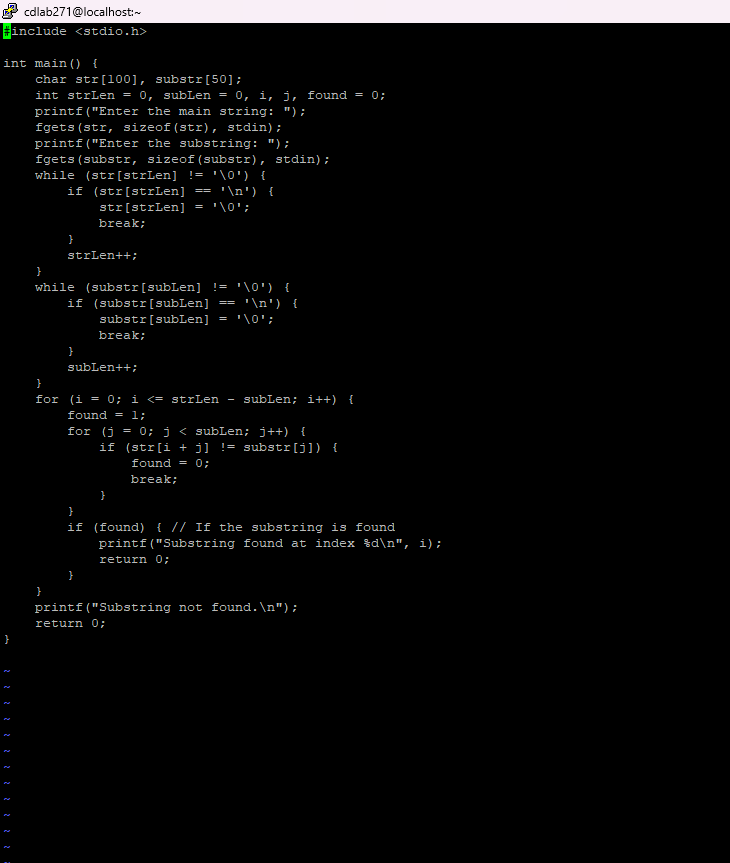 cdlab271@localhost:~
#include <stdio.h>
int main() {
    char str[100], substr[50];
    int strLen = 0, subLen = 0, i, j, found = 0;
    printf("Enter the main string: ");
    fgets(str, sizeof(str), stdin);
    printf("Enter the substring: ");
    fgets(substr, sizeof(substr), stdin);
    while (str[strLen] != '\0') {
        if (str[strLen] == '\n') {
            str[strLen] = '\0';
            break;
        }
        strLen++;
    }
    while (substr[subLen] != '\0') {
        if (substr[subLen] == '\n') {
            substr[subLen] = '\0';
            break;
        }
        subLen++;
    }
    for (i = 0; i <= strLen - subLen; i++) {
        found = 1;
        for (j = 0; j < subLen; j++) {
            if (str[i + j] != substr[j]) {
                found = 0;
                break;
            }
        }
        if (found) { // If the substring is found
            printf("Substring found at index %d\n", i);
            return 0;
        }
    }
    printf("Substring not found.\n");
    return 0;
}
~
~
~
~
~
~
~
~
~
~
~
~
~